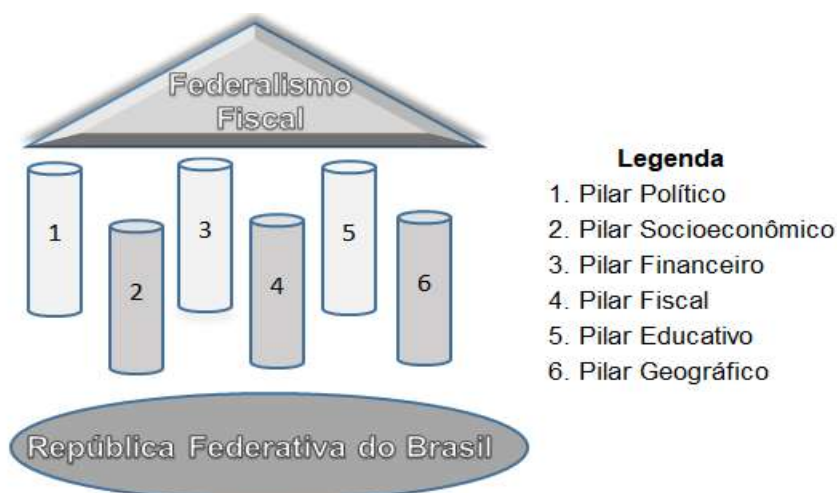 Federalismo
Fiscal
1
3
5
2
4
6
República Federativa do Brasil
Legenda
1. Pilar Político
2. Pilar Socioeconômico
3. Pilar Financeiro
4. Pilar Fiscal
5. Pilar Educativo
6. Pilar Geográfico